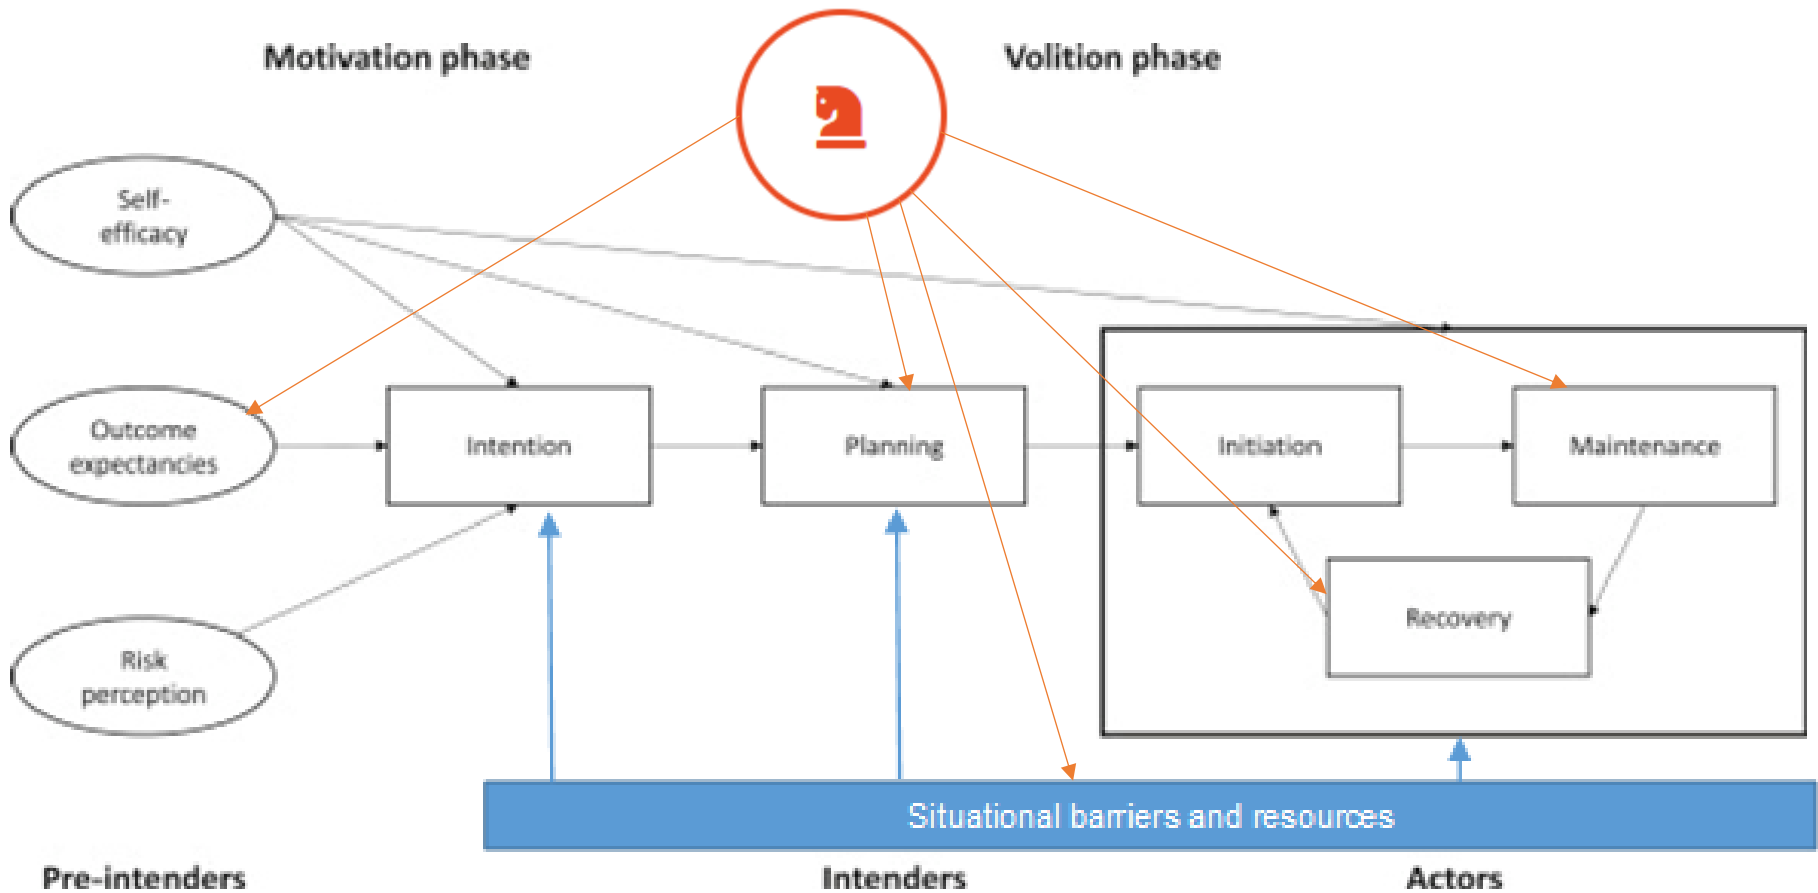 Motivation phase
Volition phase
Self-
efficacy
Outcome
expectancies
Intention
Planning
Initiation
Maintenance
Risk
perception
Recovery
Situational barriers and resources
Pre-intenders
Intenders
Actors